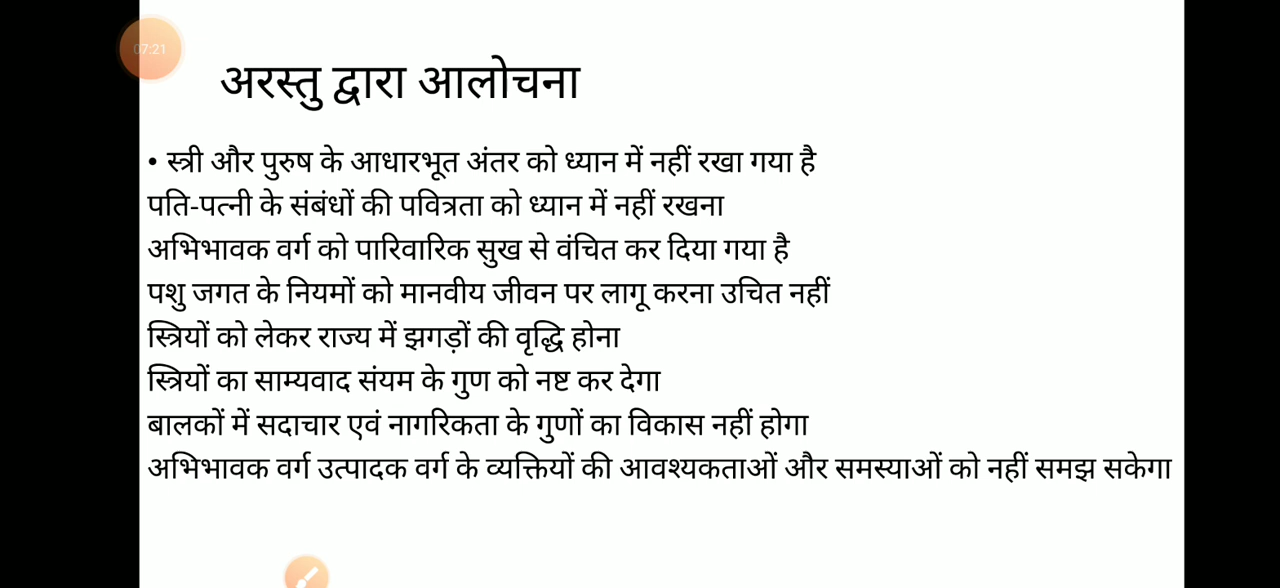 07:21
अरस्तु द्वारा आलोचना
• स्त्री और पुरुष के आधारभूत अंतर को ध्यान में नहीं रखा गया है
पति-पत्नी के संबंधों की पवित्रता को ध्यान में नहीं रखना
अभिभावक वर्ग को पारिवारिक सुख से वंचित कर दिया गया है
पशु जगत के नियमों को मानवीय जीवन पर लागू करना उचित नहीं
स्त्रियों को लेकर राज्य में झगड़ों की वृद्धि होना
स्त्रियों का साम्यवाद संयम के गुण को नष्ट कर देगा
बालकों में सदाचार एवं नागरिकता के गुणों का विकास नहीं होगा
अभिभावक वर्ग उत्पादक वर्ग के व्यक्तियों की आवश्यकताओं और समस्याओं को नहीं समझ सकेगा